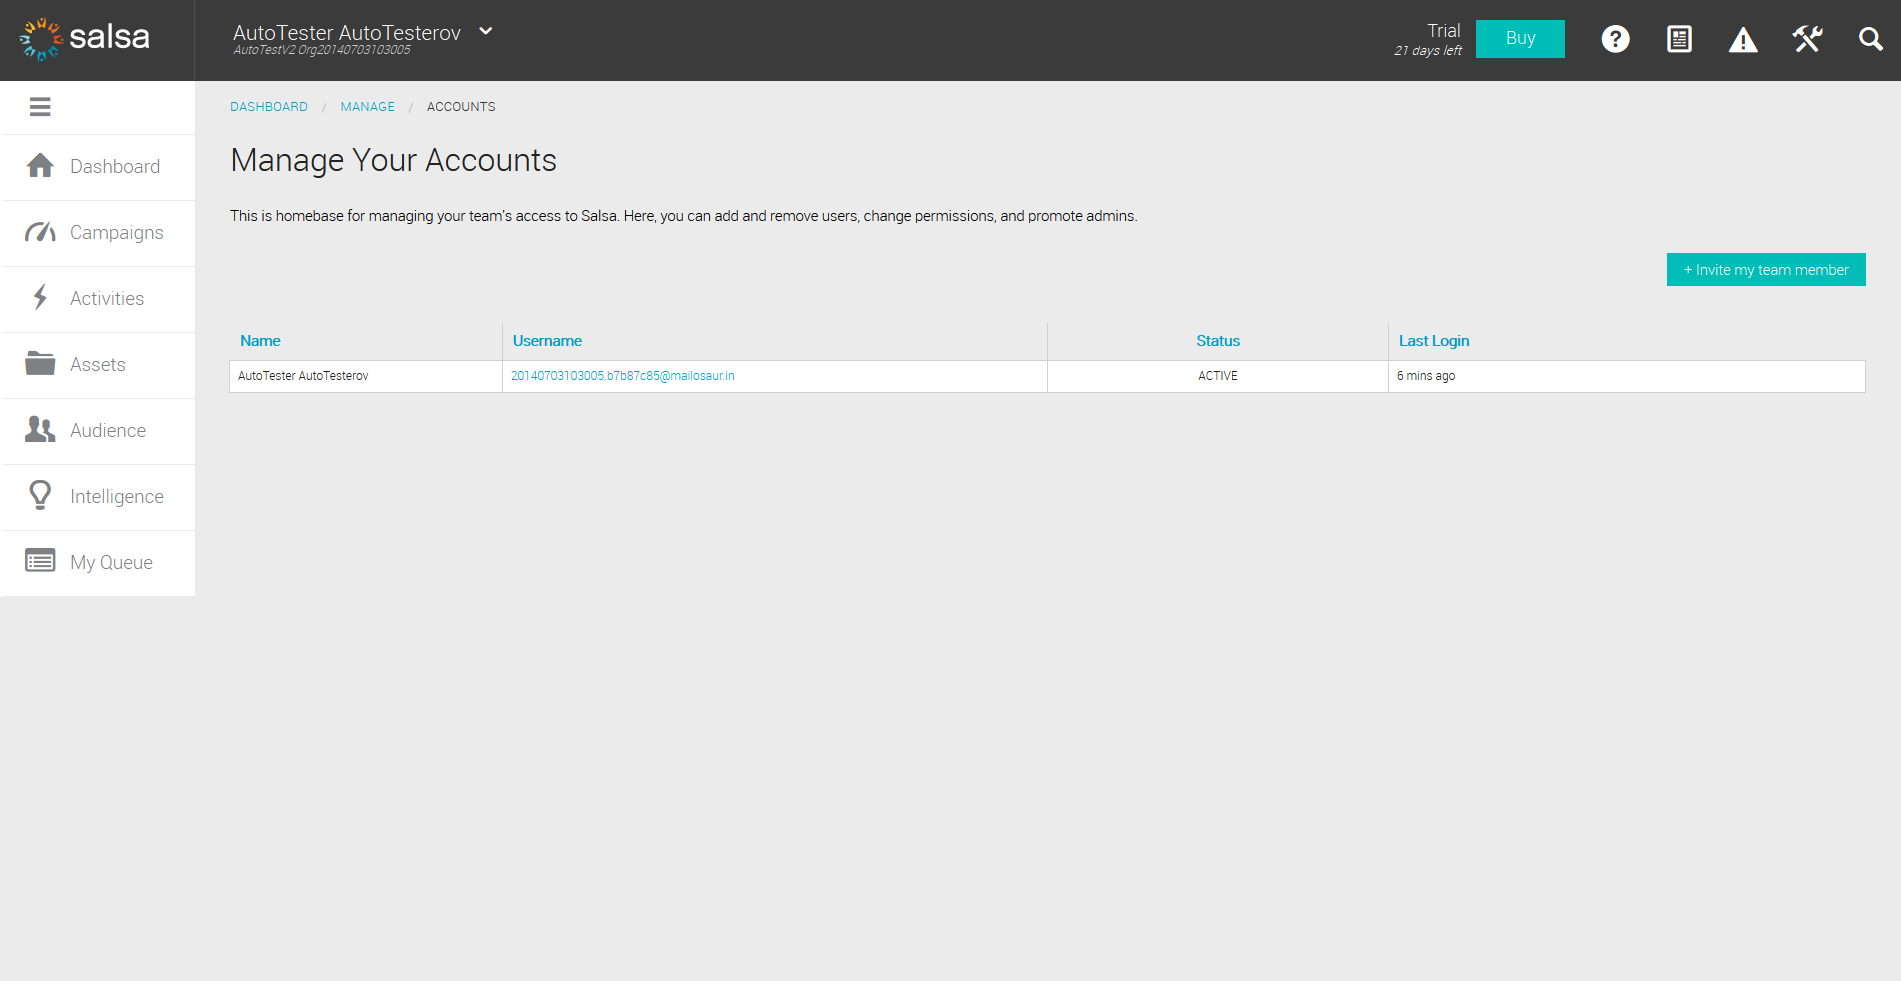 salsa
AutoTester AutoTesterov
AutoTestV2 Org20140703103005
Trial
21 days left
Buy
DASHBOARD / MANAGE / ACCOUNTS
Dashboard
Campaigns
Activities
Assets
Audience
Intelligence
My Queue
Manage Your Accounts
This is homebase for managing your team's access to Salsa. Here, you can add and remove users, change permissions, and promote admins.
+ Invite my team member
Name Username Status Last Login
AutoTester AutoTesterov 20140703103005.b7b87c85@mailosaur.in ACTIVE 6 mins ago